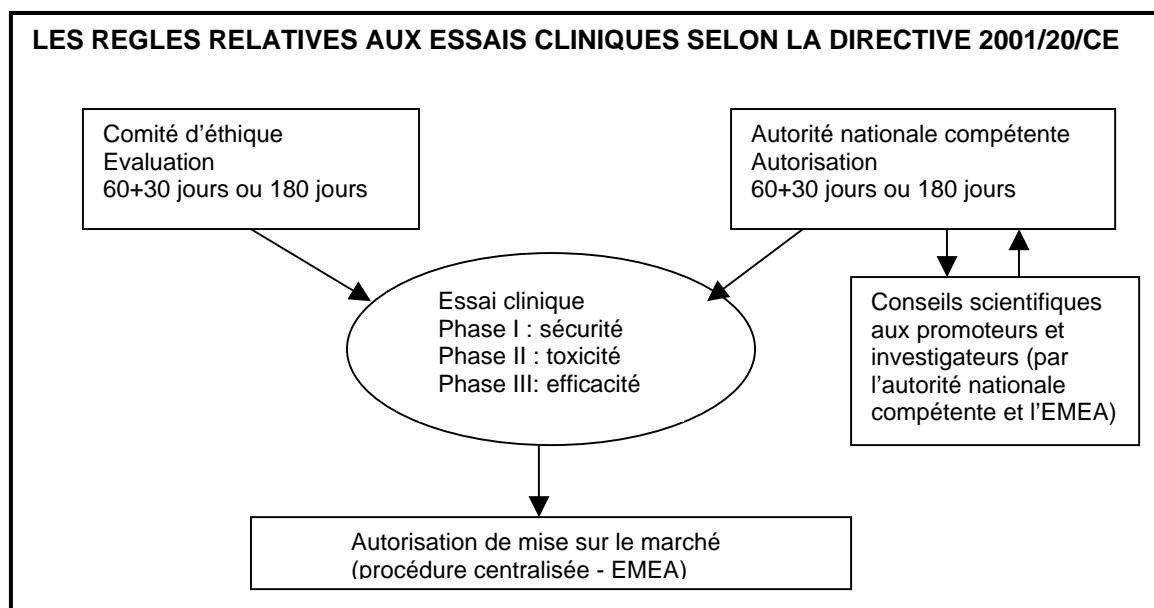 LES REGLES RELATIVES AUX ESSAIS CLINIQUES SELON LA DIRECTIVE 2001/20/CE
Comité d'éthique
Evaluation
60+30 jours ou 180 jours
Autorité nationale compétente
Autorisation
60+30 jours ou 180 jours
Essai clinique
Phase I : sécurité
Phase II : toxicité
Phase III: efficacité
Conseils scientifiques
aux promoteurs et
investigateurs (par
l'autorité nationale
compétente et l'EMEA)
Autorisation de mise sur le marché
(procédure centralisée - EMEA)